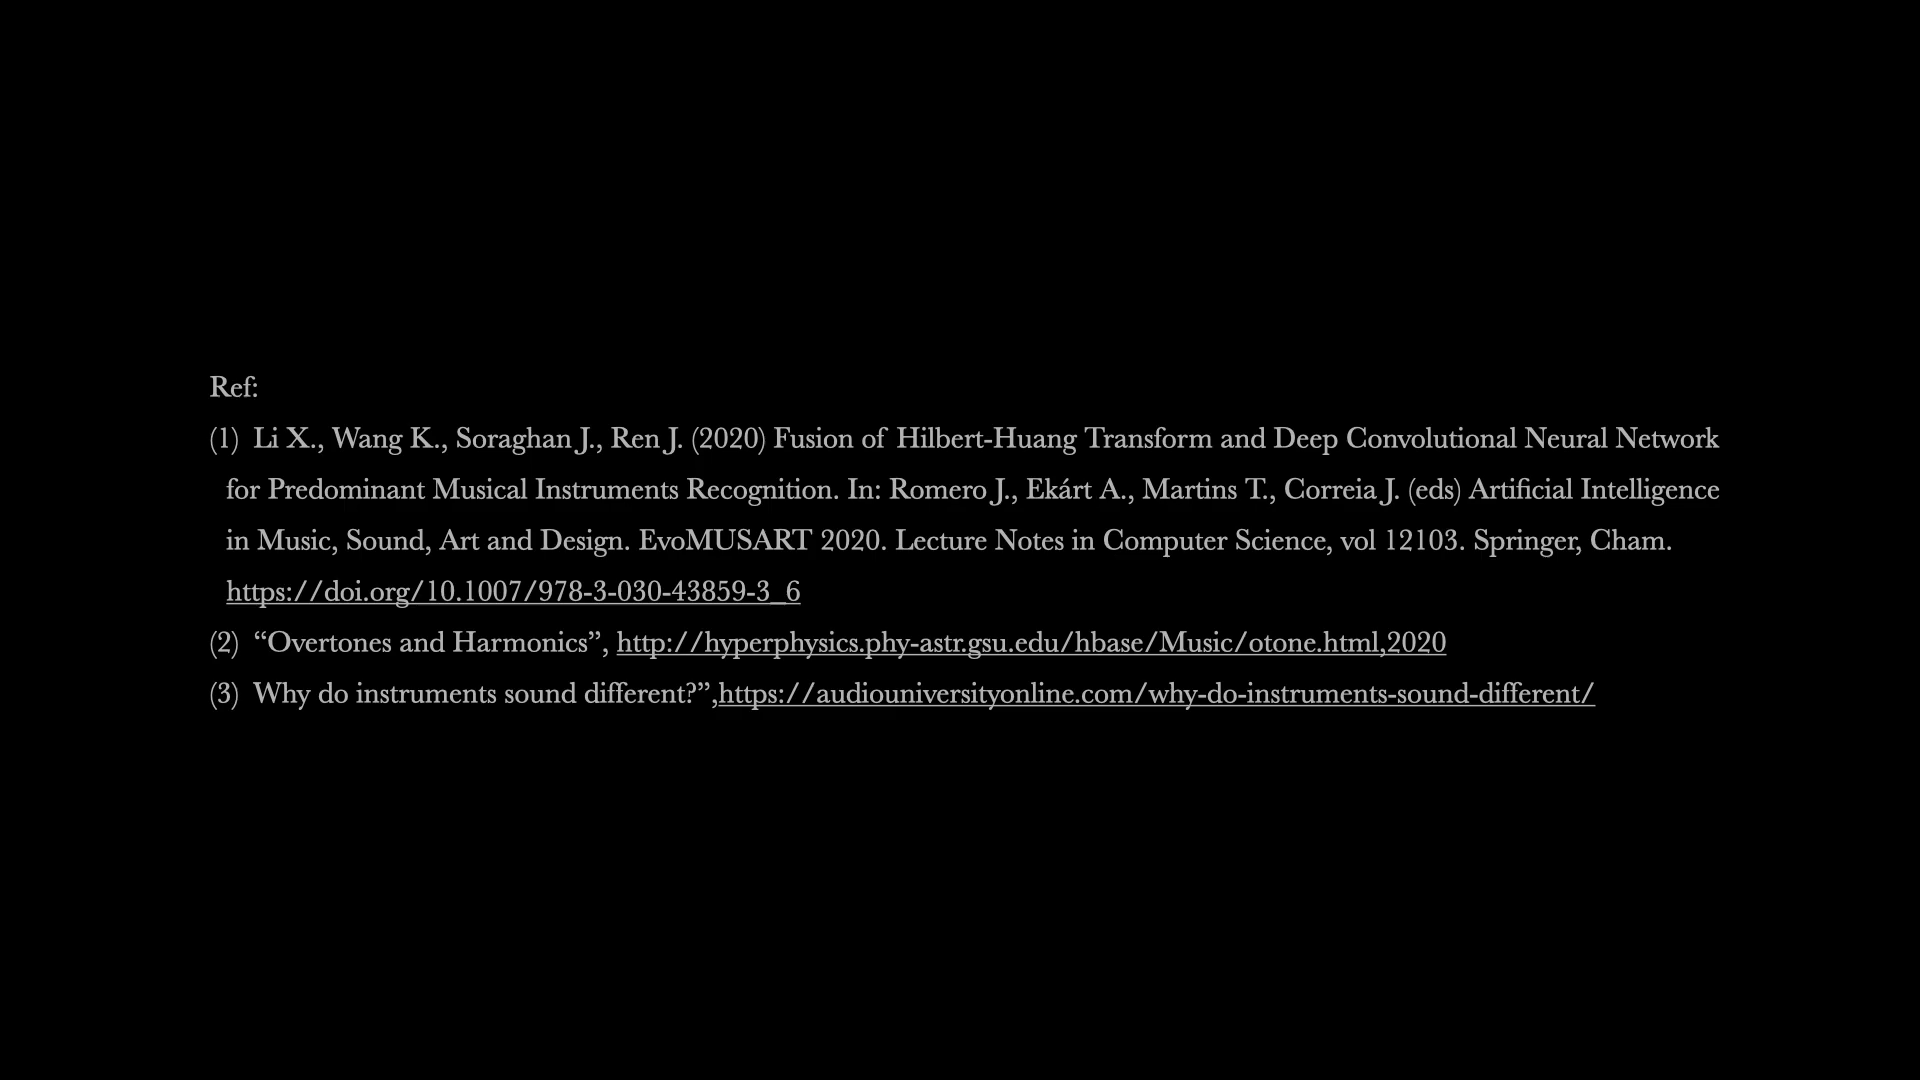 Ref:
(1) Li X., Wang K., Soraghan J., Ren J. (2020) Fusion of Hilbert-Huang Transform and Deep Convolutional Neural Network
for Predominant Musical Instruments Recognition. In: Romero J., Ekárt A., Martins T., Correia J. (eds) Artificial Intelligence
in Music, Sound, Art and Design. EvoMUSART 2020. Lecture Notes in Computer Science, vol 12103. Springer, Cham.
https://doi.org/10.1007/978-3-030-43859-3_6
(2) “Overtones and Harmonics”, http://hyperphysics.phy-astr.gsu.edu/hbase/Music/otone.html,2020
(3) Why do instruments sound different?”,https://audiouniversityonline.com/why-do-instruments-sound-different/